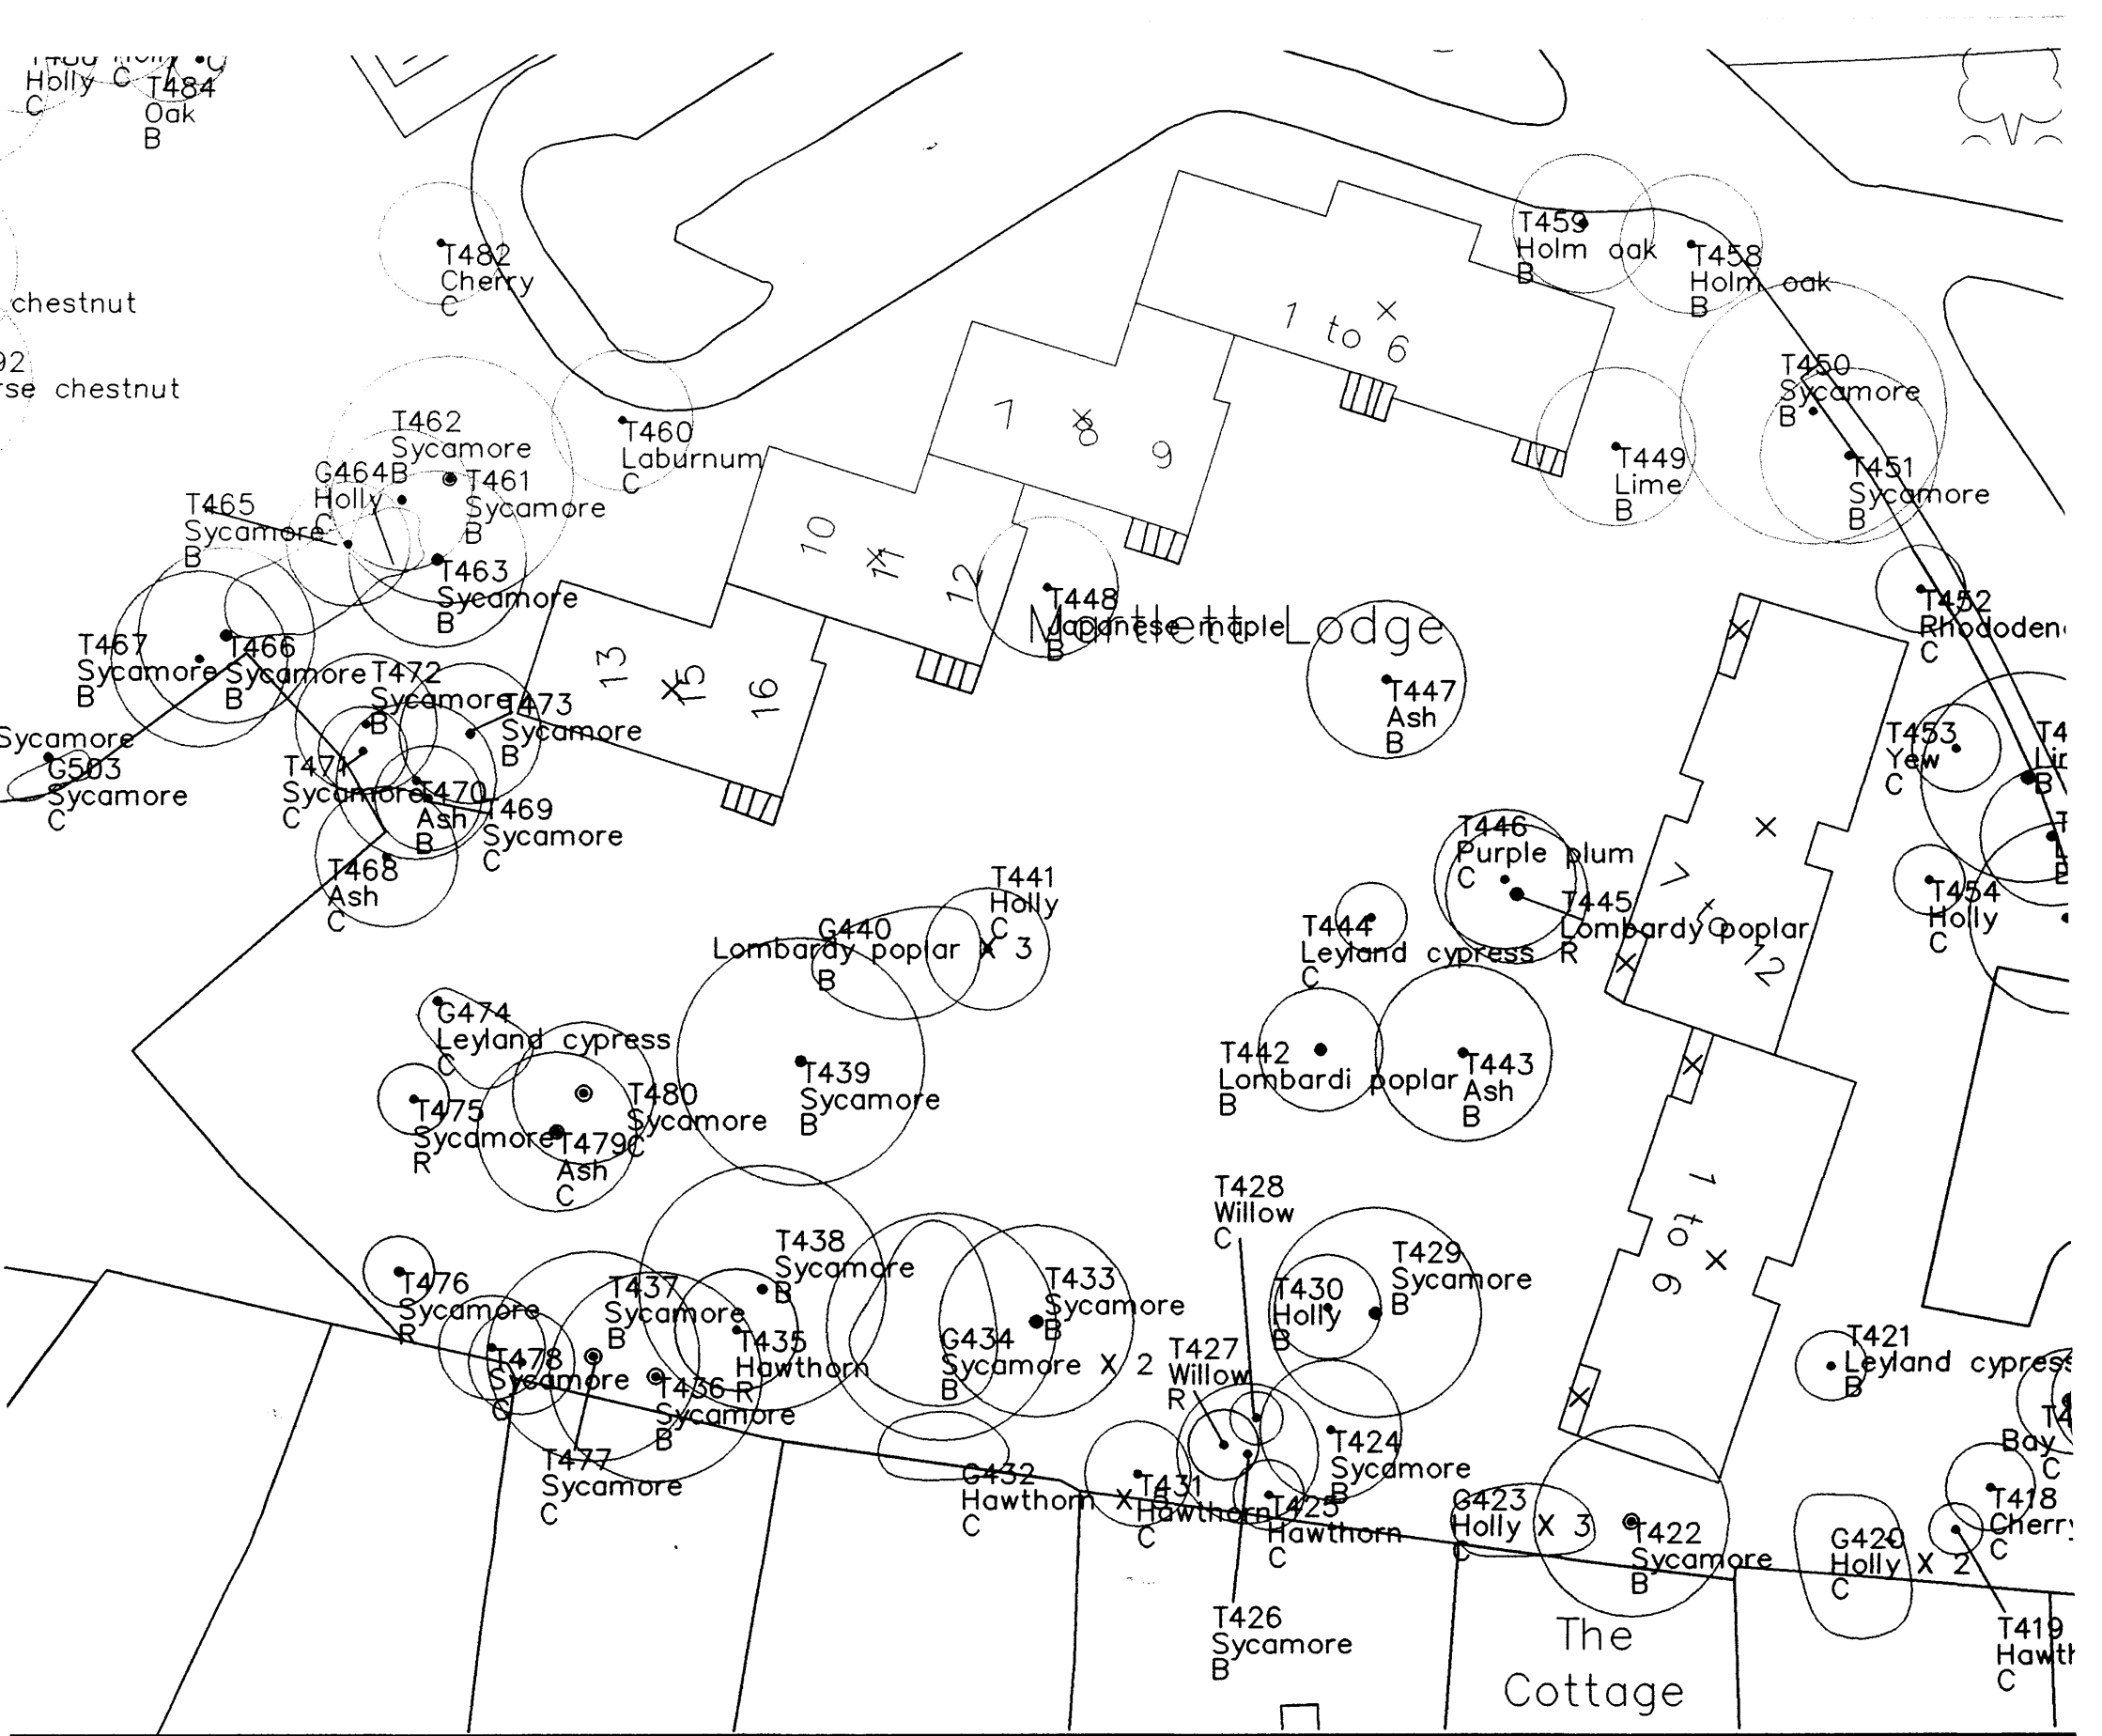 Holly
C
C
T484
Oak
B
T482
Cherry
C
chestnut
92
rse chestnut
T459
Holm oak
B
T458
Holm oak
B
1 to 6
7
8
9
T450
Sycamore
B
T451
Sycamore
B
T449
Lime
B
T460
Laburnum
C
T462
Sycamore
B
T461
Sycamore
B
G464
Holly
C
T465
Sycamore
B
T463
Sycamore
B
10
11
12
T448
Japanese maple
B
Martlett Lodge
T452
Rhododen
C
T467
Sycamore
B
T466
Sycamore
B
T472
Sycamore
B
T473
Sycamore
B
13
15
16
T447
Ash
B
T453
Yew
C
T4
Lin
B
Sycamore
G503
Sycamore
C
T471
Sycamore
C
T470
Ash
B
T469
Sycamore
C
T468
Ash
C
T446
Purple plum
C
T445
Lombardy poplar
R
T444
Leyland cypress
C
7 to 12
T454
Holly
C
T441
Holly
C
G440
Lombardy poplar X 3
B
G474
Leyland cypress
C
T442
Lombardi poplar
B
T443
Ash
B
T439
Sycamore
B
T480
Sycamore
C
T475
Sycamore
R
T479
Ash
C
1 to 6
T428
Willow
C
T429
Sycamore
B
T430
Holly
B
T438
Sycamore
B
T437
Sycamore
B
T433
Sycamore
B
T476
Sycamore
R
T435
Hawthorn
R
G434
Sycamore X 2
B
T427
Willow
R
T421
Leyland cypress
B
T478
Sycamore
C
T436
Sycamore
B
T4
Bay
C
T424
Sycamore
B
T477
Sycamore
C
G432
Hawthorn X
C
T431
Hawthorn
C
T425
Hawthorn
C
G423
Holly X 3
C
T422
Sycamore
B
G420
Holly X 2
C
T418
Cherry
C
T426
Sycamore
B
T419
Hawth
C
The
Cottage